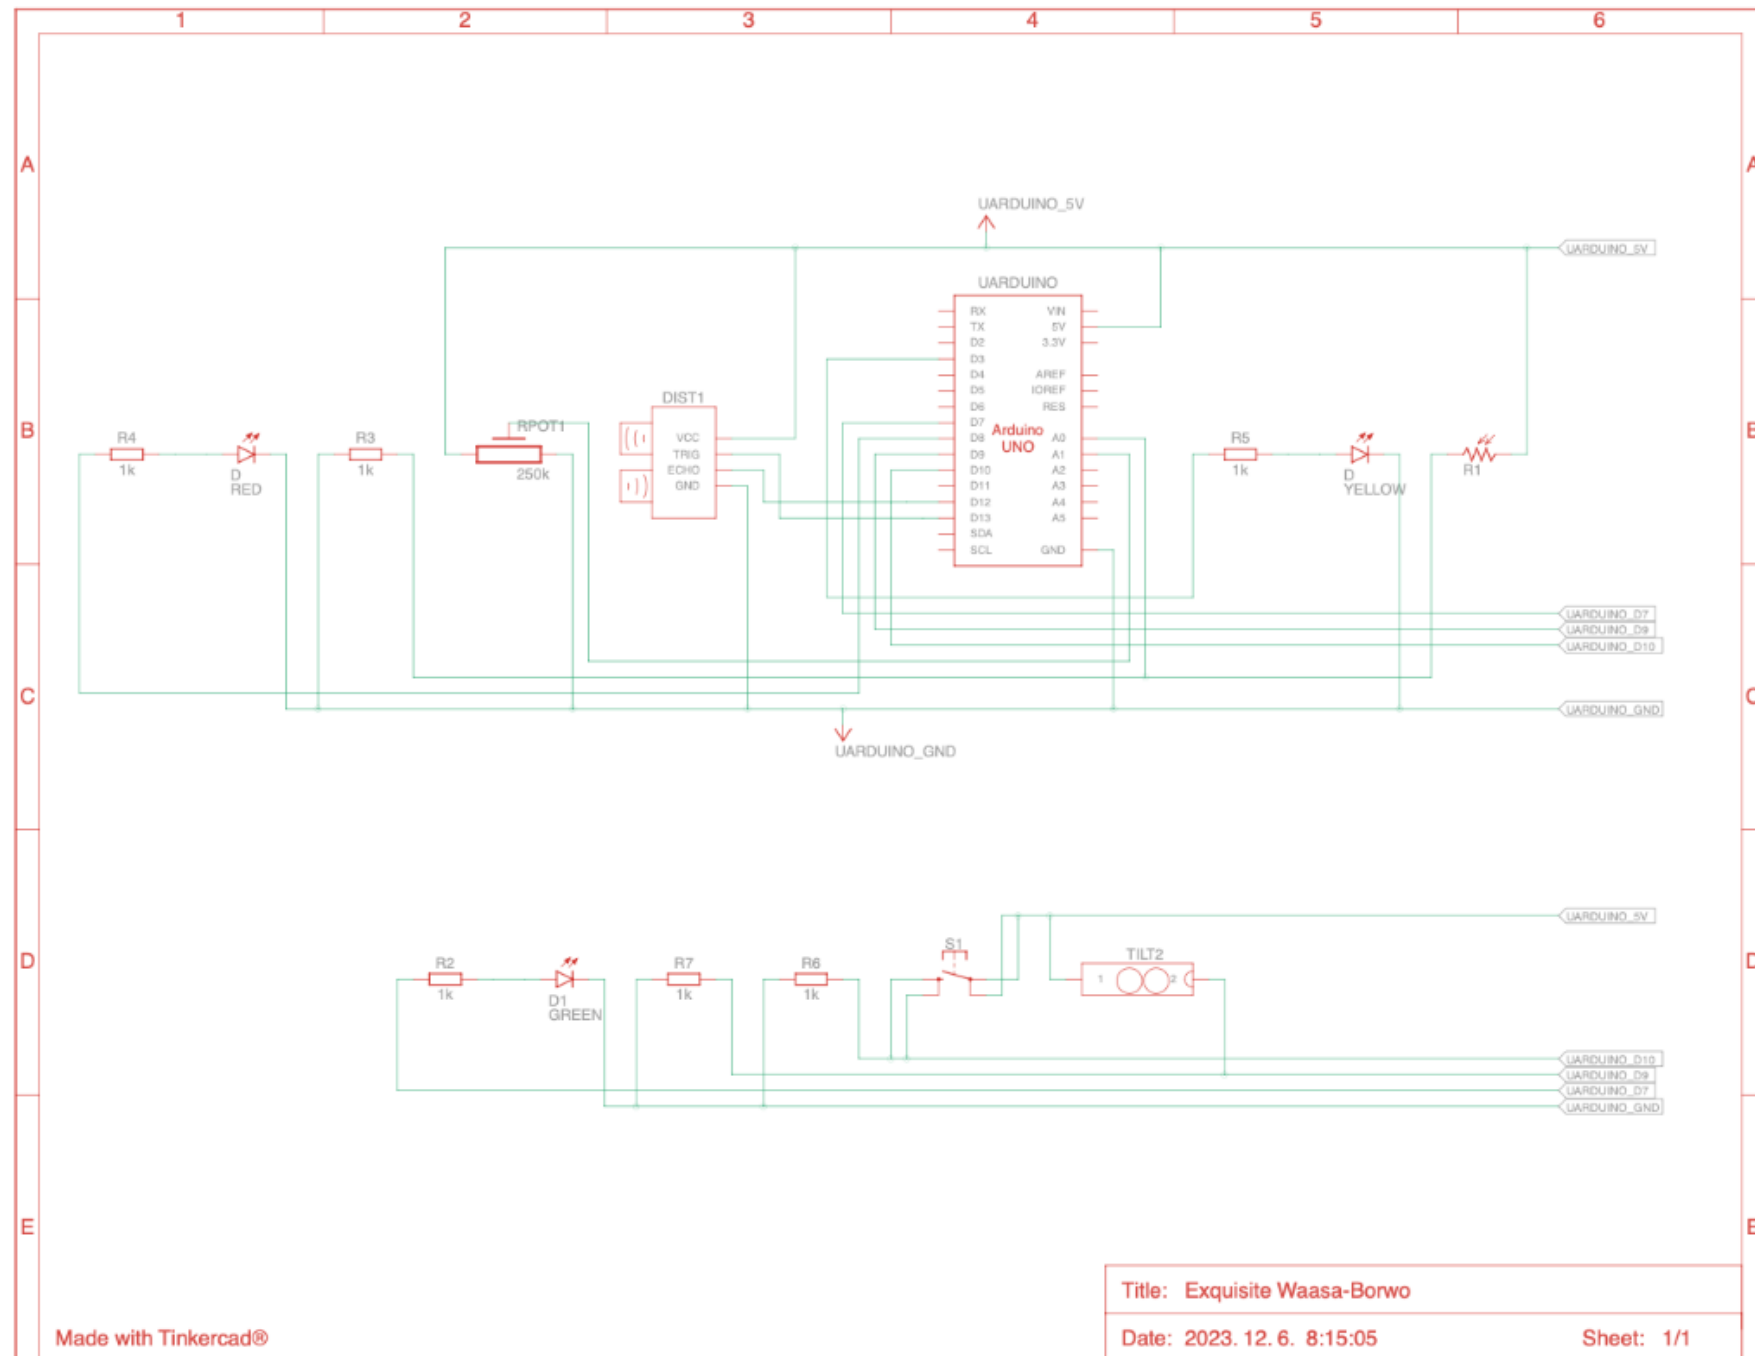 1 2 3 4 5 6
A A
UARDUINO_5V
UARDUINO_5V
UARDUINO
RX VIN
TX 5V
D2 3.3V
D3
D4 AREF
D5 IOREF
D6 RES
D7
D8 A0
D9 A1
D10 A2
D11 A3
D12 A4
D13 A5
SDA
SCL GND
Arduino
UNO
DIST1
VCC
TRIG
ECHO
GND
B B
R4
1k
D
RED
R3
1k
RPOT1
250k
R5
1k
D
YELLOW
R1
UARDUINO_D7
UARDUINO_D9
UARDUINO_D10
C C
UARDUINO_GND
UARDUINO_GND
UARDUINO_5V
D D
R2
1k
D1
GREEN
R7
1k
R6
1k
S1
TILT2
1 2
UARDUINO_D10
UARDUINO_D9
UARDUINO_D7
UARDUINO_GND
E E
Title: Exquisite Waasa-Borwo
Made with Tinkercad®
Date: 2023. 12. 6. 8:15:05 Sheet: 1/1